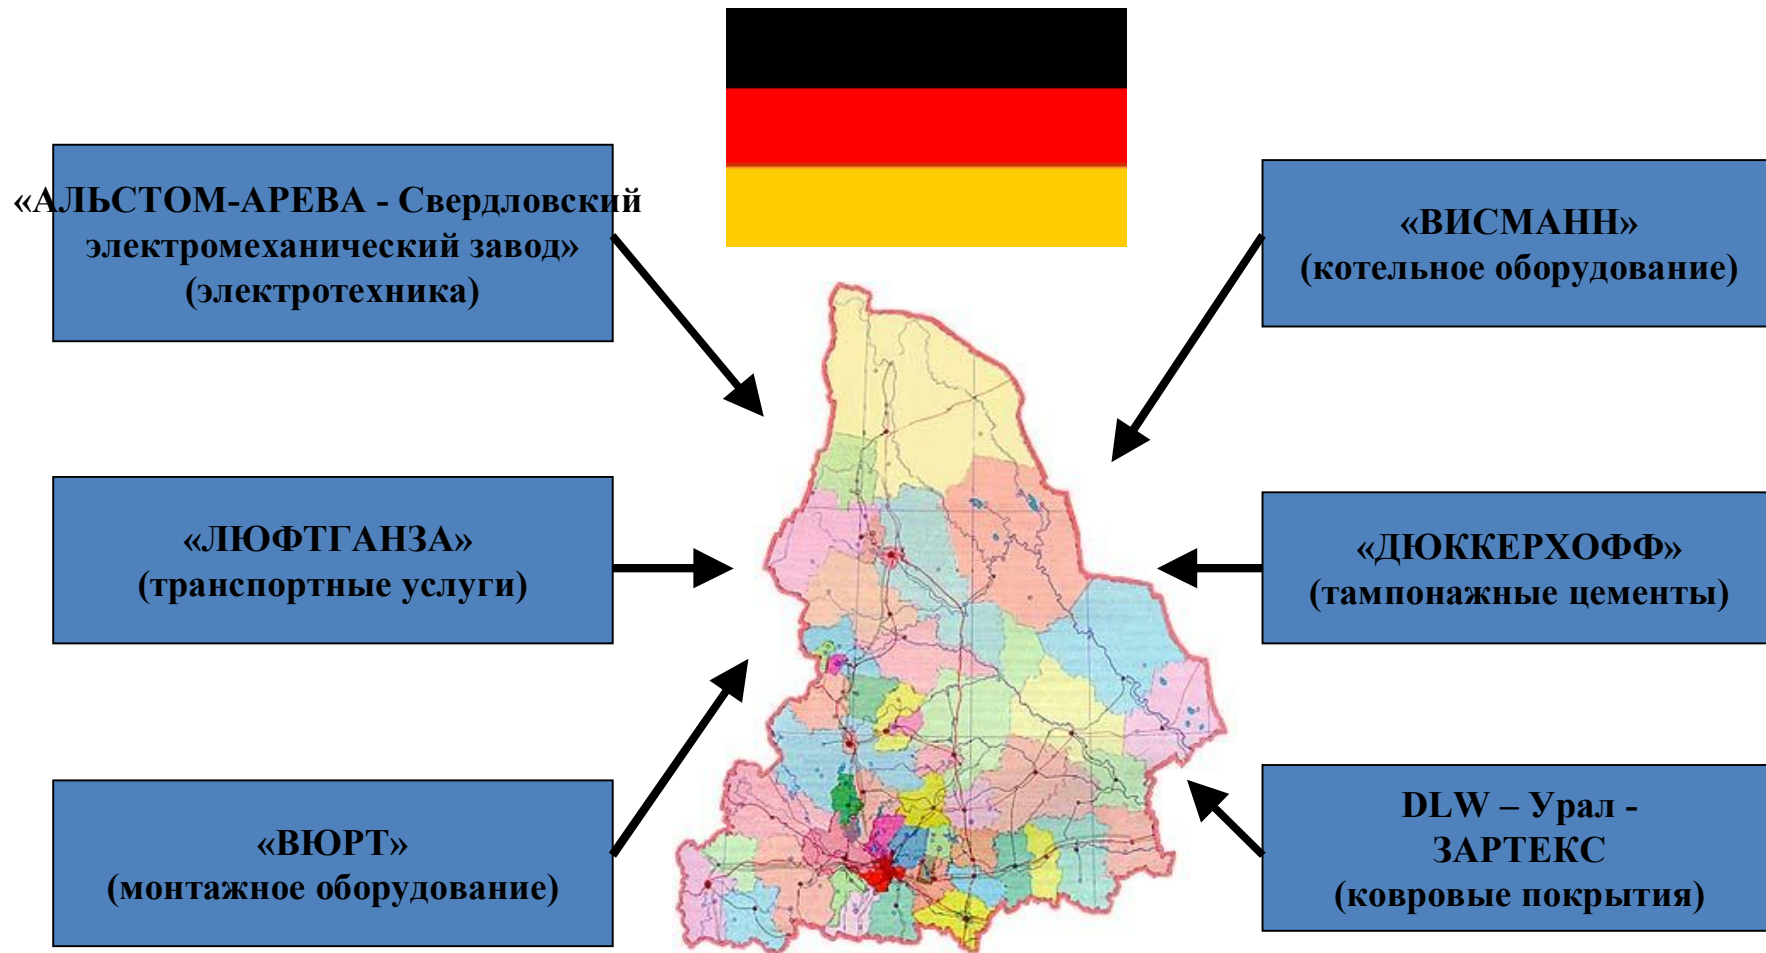 «АЛЬСТОМ-АРЕВА - Свердловский
электромеханический завод»
(электротехника)
«ЛЮФТГАНЗА»
(транспортные услуги)
«ВЮРТ»
(монтажное оборудование)
«ВИСМАНН»
(котельное оборудование)
«ДЮККЕРХОФФ»
(тампонажные цементы)
DLW – Урал -
ЗАРТЕКС
(ковровые покрытия)